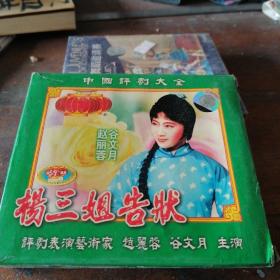 中國評劇大全
谷文月
赵丽蓉
楊三姐告狀
評劇表演藝術家 趙麗蓉 谷文月 主演